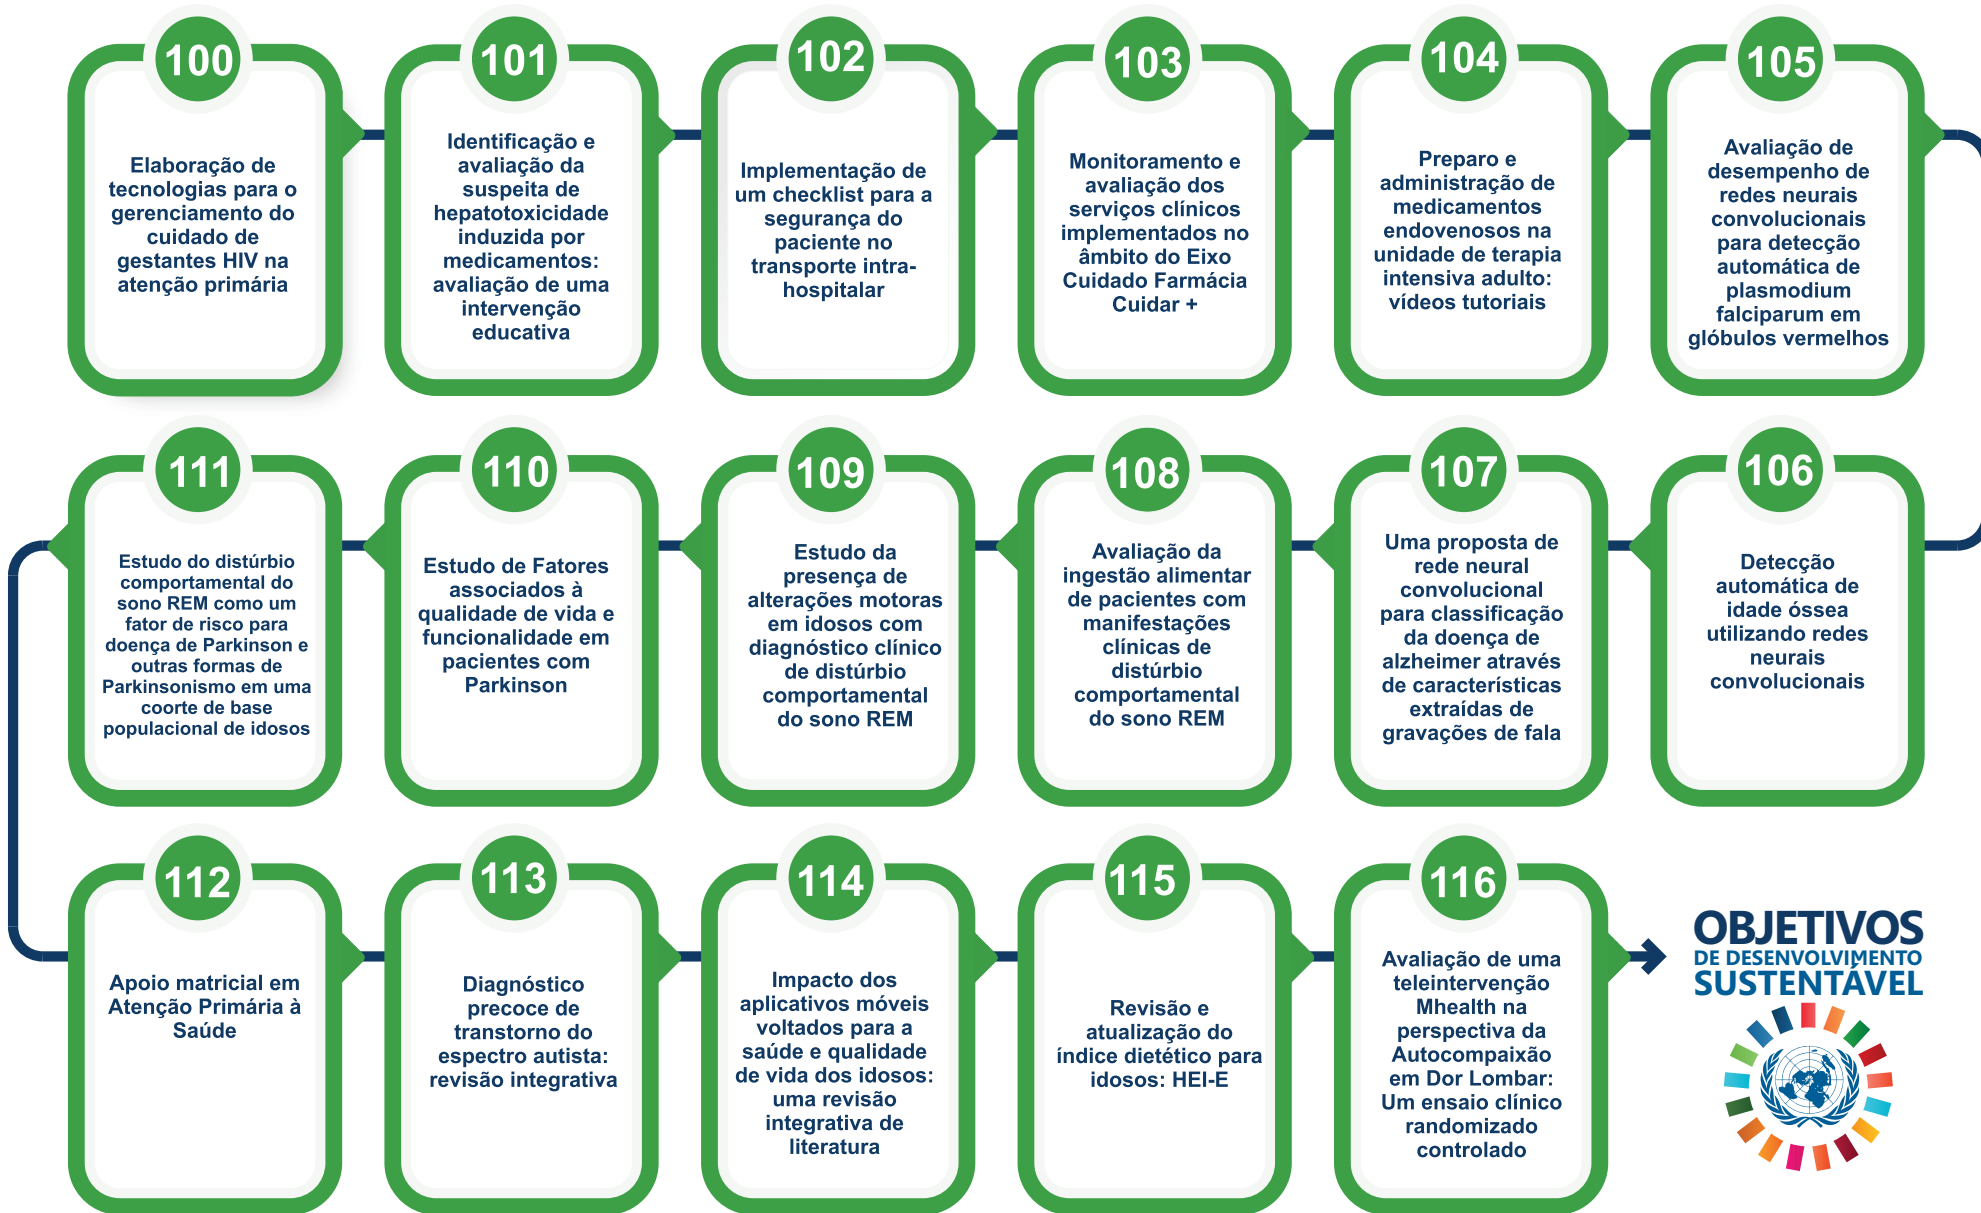 100
Elaboração de
tecnologias para o
gerenciamento do
cuidado de
gestantes HIV na
atenção primária
101
Identificação e
avaliação da
suspeita de
hepatotoxicidade
induzida por
medicamentos:
avaliação de uma
intervenção
educativa
102
Implementação de
um checklist para a
segurança do
paciente no
transporte intra-
hospitalar
103
Monitoramento e
avaliação dos
serviços clínicos
implementados no
âmbito do Eixo
Cuidado Farmácia
Cuidar +
104
Preparo e
administração de
medicamentos
endovenosos na
unidade de terapia
intensiva adulto:
vídeos tutoriais
105
Avaliação de
desempenho de
redes neurais
convolucionais
para detecção
automática de
plasmodium
falciparum em
glóbulos vermelhos
106
Detecção
automática de
idade óssea
utilizando redes
neurais
convolucionais
107
Uma proposta de
rede neural
convolucional
para classificação
da doença de
alzheimer através
de características
extraídas de
gravações de fala
108
Avaliação da
ingestão alimentar
de pacientes com
manifestações
clínicas de
distúrbio
comportamental
do sono REM
109
Estudo da
presença de
alterações motoras
em idosos com
diagnóstico clínico
de distúrbio
comportamental
do sono REM
110
Estudo de Fatores
associados à
qualidade de vida e
funcionalidade em
pacientes com
Parkinson
111
Estudo do distúrbio
comportamental do
sono REM como um
fator de risco para
doença de Parkinson e
outras formas de
Parkinsonismo em uma
coorte de base
populacional de idosos
112
Apoio matricial em
Atenção Primária à
Saúde
113
Diagnóstico
precoce de
transtorno do
espectro autista:
revisão integrativa
114
Impacto dos
aplicativos móveis
voltados para a
saúde e qualidade
de vida dos idosos:
uma revisão
integrativa de
literatura
115
Revisão e
atualização do
índice dietético para
idosos: HEI-E
116
Avaliação de uma
teleintervenção
Mhealth na
perspectiva da
Autocompaixão
em Dor Lombar:
Um ensaio clínico
randomizado
controlado
OBJETIVOS
DE DESENVOLVIMENTO
SUSTENTÁVEL